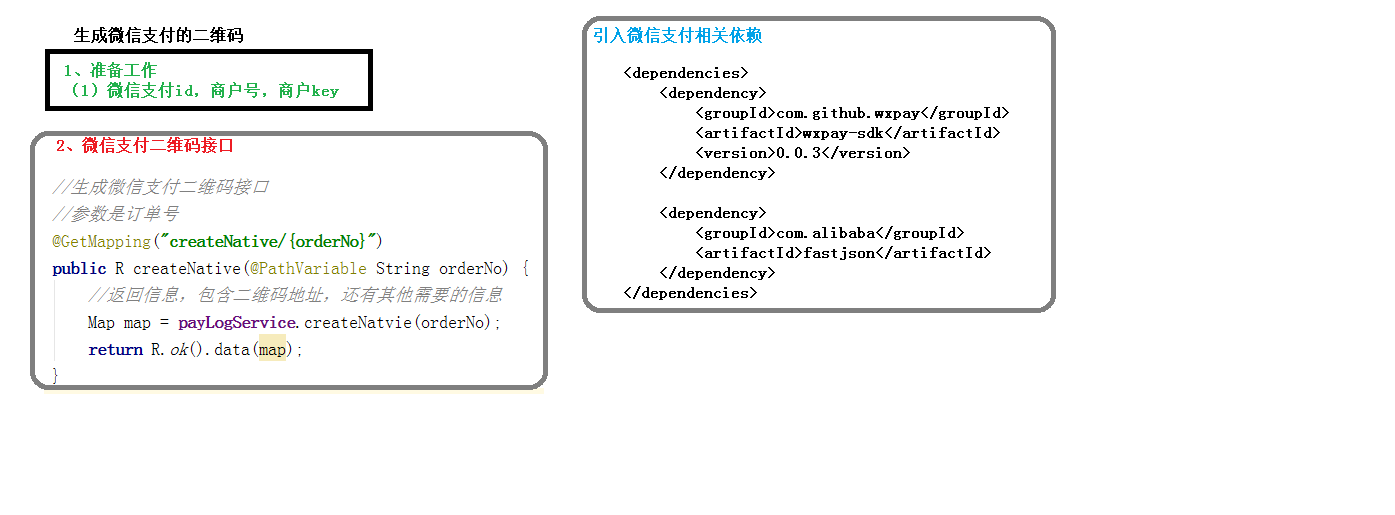 生成微信支付的二维码
1、准备工作
（1）微信支付id，商户号，商户key
2、微信支付二维码接口
//生成微信支付二维码接口
//参数是订单号
@GetMapping("createNative/{orderNo}")
public R createNative(@PathVariable String orderNo) {
//返回信息，包含二维码地址，还有其他需要的信息
Map map = payLogService.createNatvie(orderNo);
return R.ok().data(map);
}
引入微信支付相关依赖
<dependencies>
<dependency>
<groupId>com.github.wxpay</groupId>
<artifactId>wxpay-sdk</artifactId>
<version>0.0.3</version>
</dependency>
<dependency>
<groupId>com.alibaba</groupId>
<artifactId>fastjson</artifactId>
</dependency>
</dependencies>